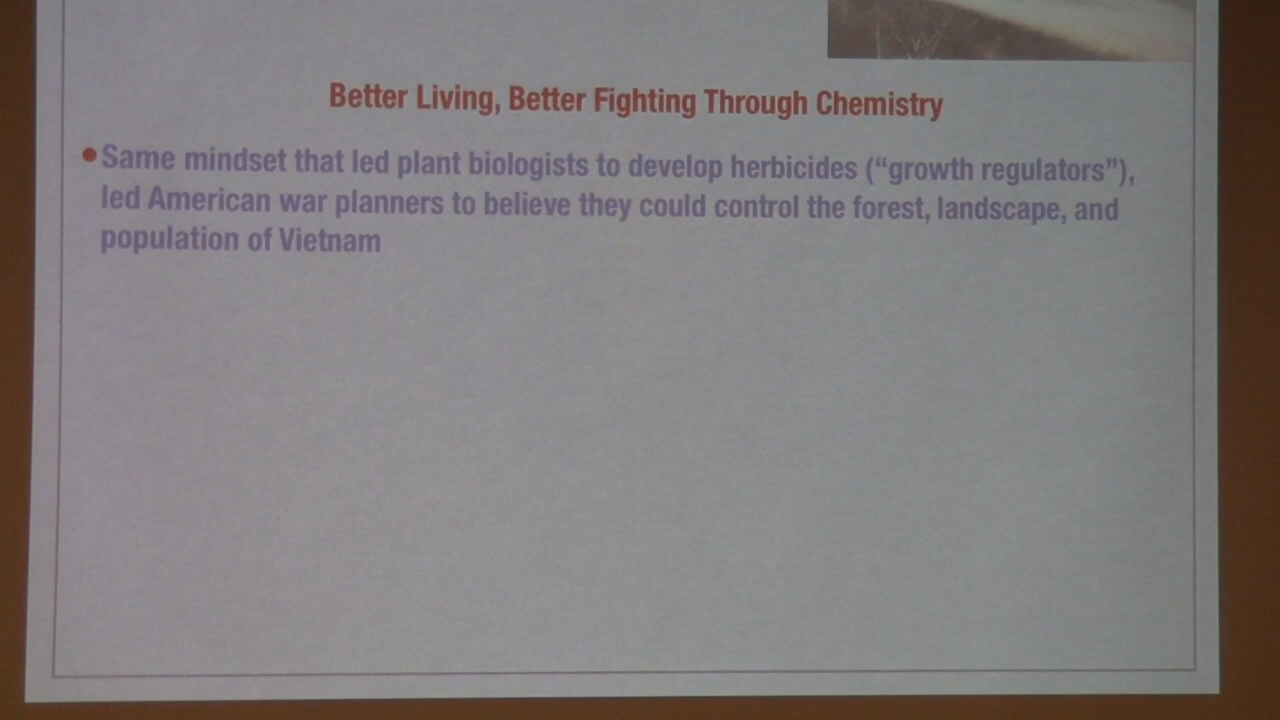 Better Living, Better Fighting Through Chemistry
•Same mindset that led plant biologists to develop herbicides (“growth regulators”),
led American war planners to believe they could control the forest, landscape, and
population of Vietnam